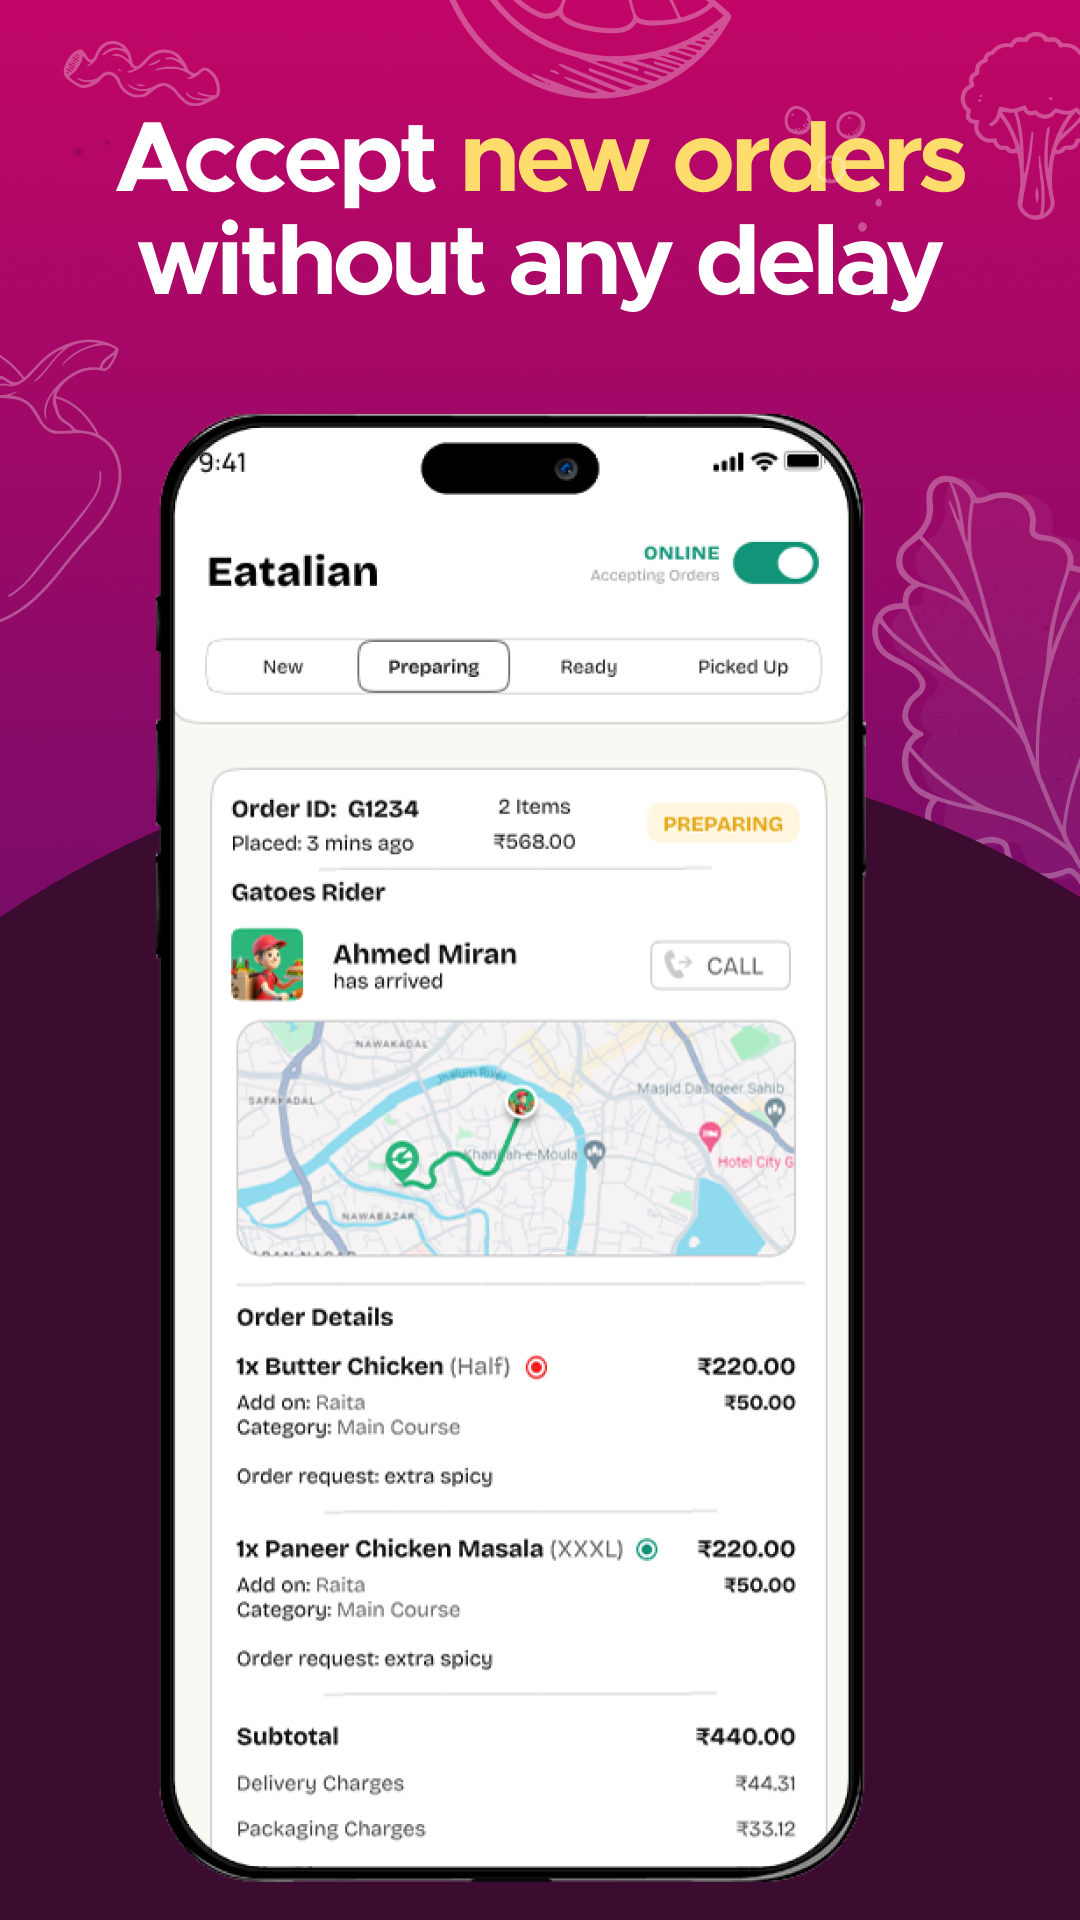 Accept new orders
without any delay
9:41
Eatalian
ONLINE
Accepting Orders
New
Preparing
Ready
Picked Up
Order ID: G1234
2 Items
PREPARING
Placed: 3 mins ago
₹568.00
Gatoes Rider
Ahmed Miran
has arrived
CALL
NAWAKADAL
Jhelum River
Masjid Dastgeer Sahib
SAFAKADAL
Khanqah-e-Moula
Hotel City G
NAWABAZAR
Order Details
1x Butter Chicken (Half)
₹220.00
Add on: Raita
₹50.00
Category: Main Course
Order request: extra spicy
1x Paneer Chicken Masala (XXXL)
₹220.00
Add on: Raita
₹50.00
Category: Main Course
Order request: extra spicy
Subtotal
₹440.00
Delivery Charges
₹44.31
Packaging Charges
₹33.12